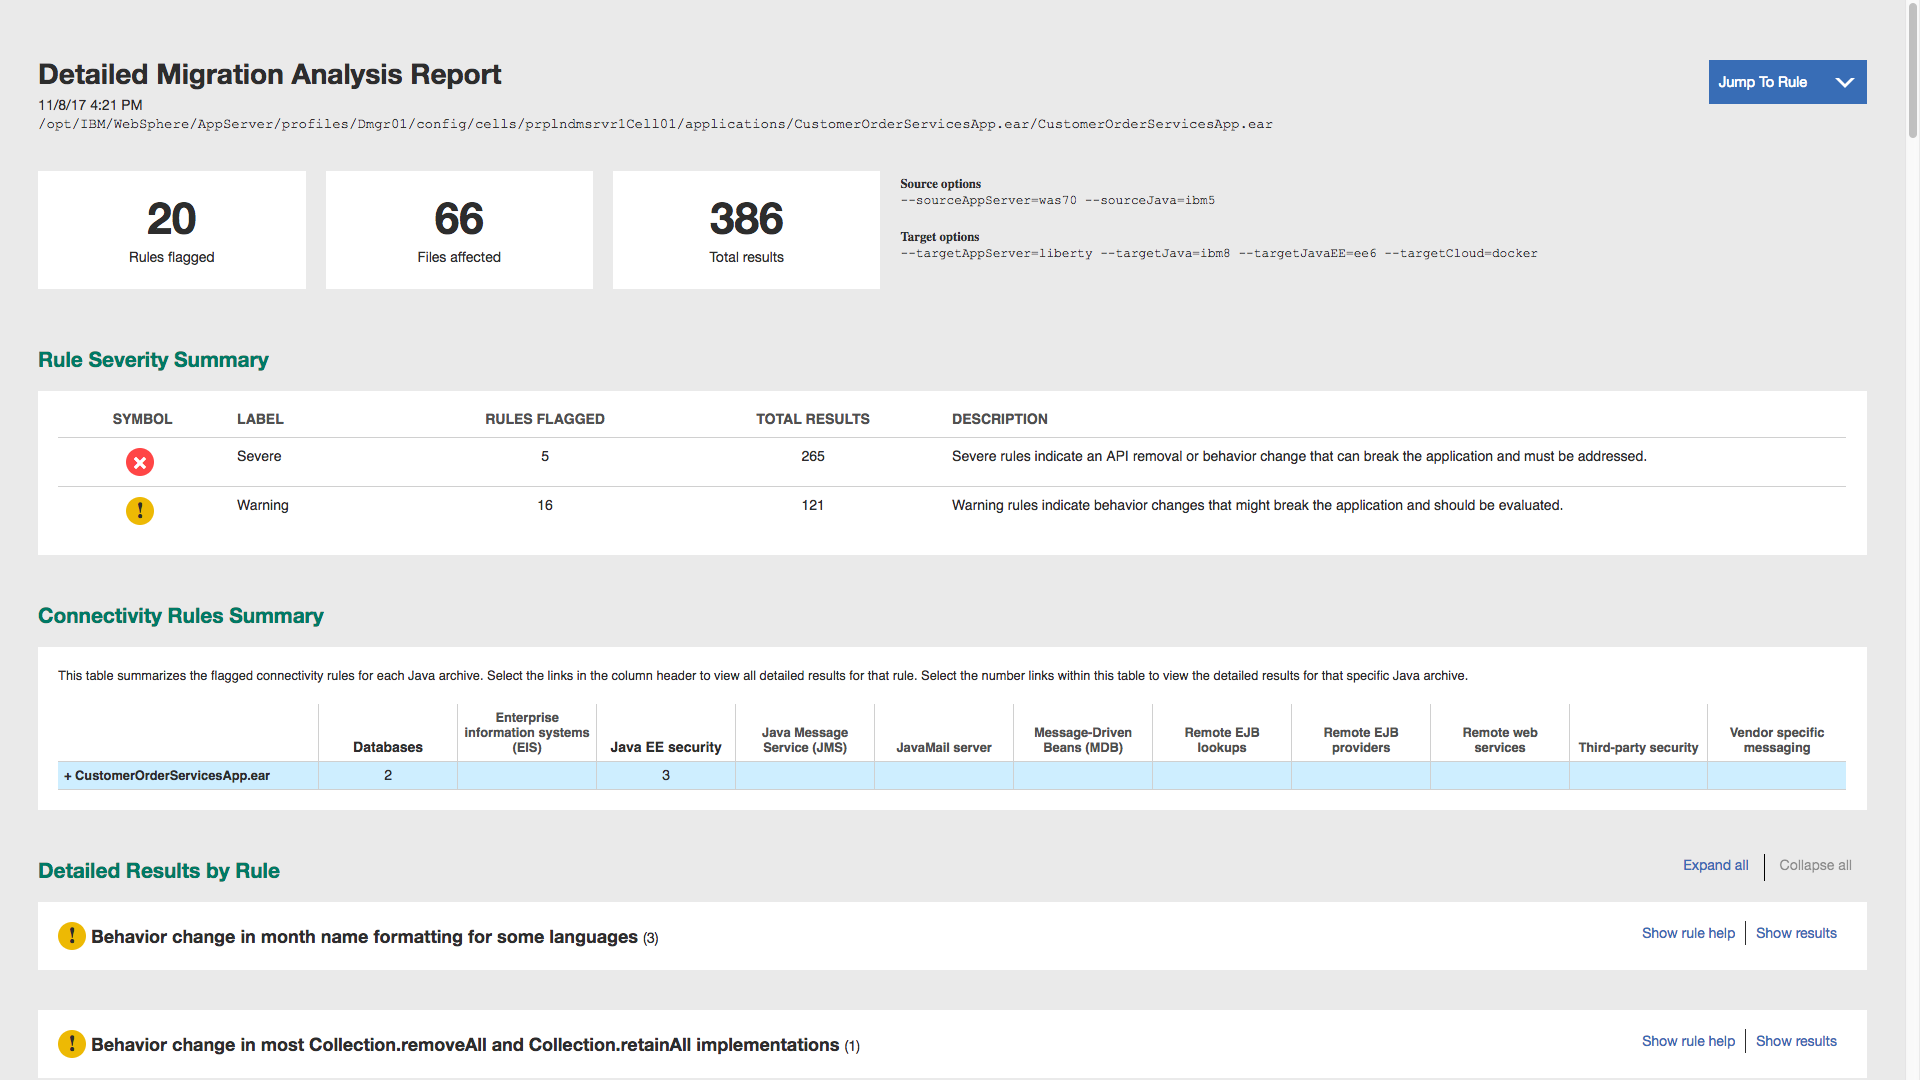 Detailed Migration Analysis Report
Jump To Rule
11/8/17 4:21 PM
/opt/IBM/WebSphere/AppServer/profiles/Dmgr01/config/cells/prplndmsrvr1Cell01/applications/CustomerOrderServicesApp.ear/CustomerOrderServicesApp.ear
20
Rules flagged
66
Files affected
386
Total results
Source options
--sourceAppServer=was70 --sourceJava=ibm5
Target options
--targetAppServer=liberty --targetJava=ibm8 --targetJavaEE=ee6 --targetCloud=docker
Rule Severity Summary
SYMBOL LABEL RULES FLAGGED TOTAL RESULTS DESCRIPTION
Severe 5 265 Severe rules indicate an API removal or behavior change that can break the application and must be addressed.
! Warning 16 121 Warning rules indicate behavior changes that might break the application and should be evaluated.
Connectivity Rules Summary
This table summarizes the flagged connectivity rules for each Java archive. Select the links in the column header to view all detailed results for that rule. Select the number links within this table to view the detailed results for that specific Java archive.
Databases
Enterprise
information systems
(EIS)
Java EE security
Java Message
Service (JMS)
JavaMail server
Message-Driven
Beans (MDB)
Remote EJB
lookups
Remote EJB
providers
Remote web
services
Third-party security
Vendor specific
messaging
+ CustomerOrderServicesApp.ear 2 3
Detailed Results by Rule
Expand all Collapse all
! Behavior change in month name formatting for some languages (3)
Show rule help Show results
! Behavior change in most Collection.removeAll and Collection.retainAll implementations (1)
Show rule help Show results